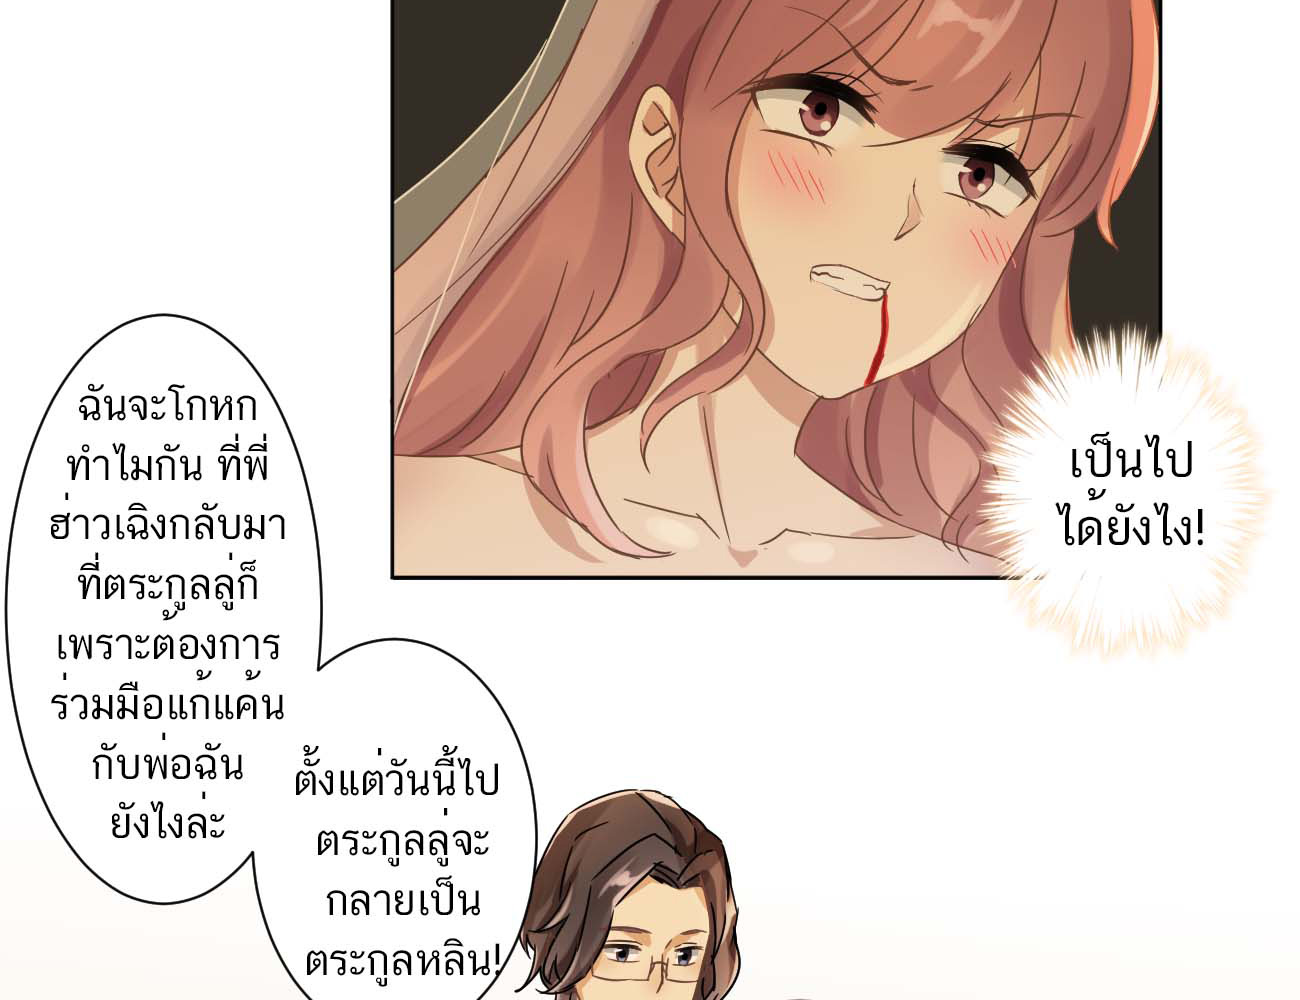 เป็นไป
ได้ยังไง!
ฉันจะโกหก
ทำไมกัน ที่พี่
ฮ่าวเฉิงกลับมา
ที่ตระกูลลู่ก็
เพราะต้องการ
ร่วมมือแก้แค้น
กับพ่อฉัน
ยังไงล่ะ
ตั้งแต่วันนี้ไป
ตระกูลลู่จะ
กลายเป็น
ตระกูลหลิน!